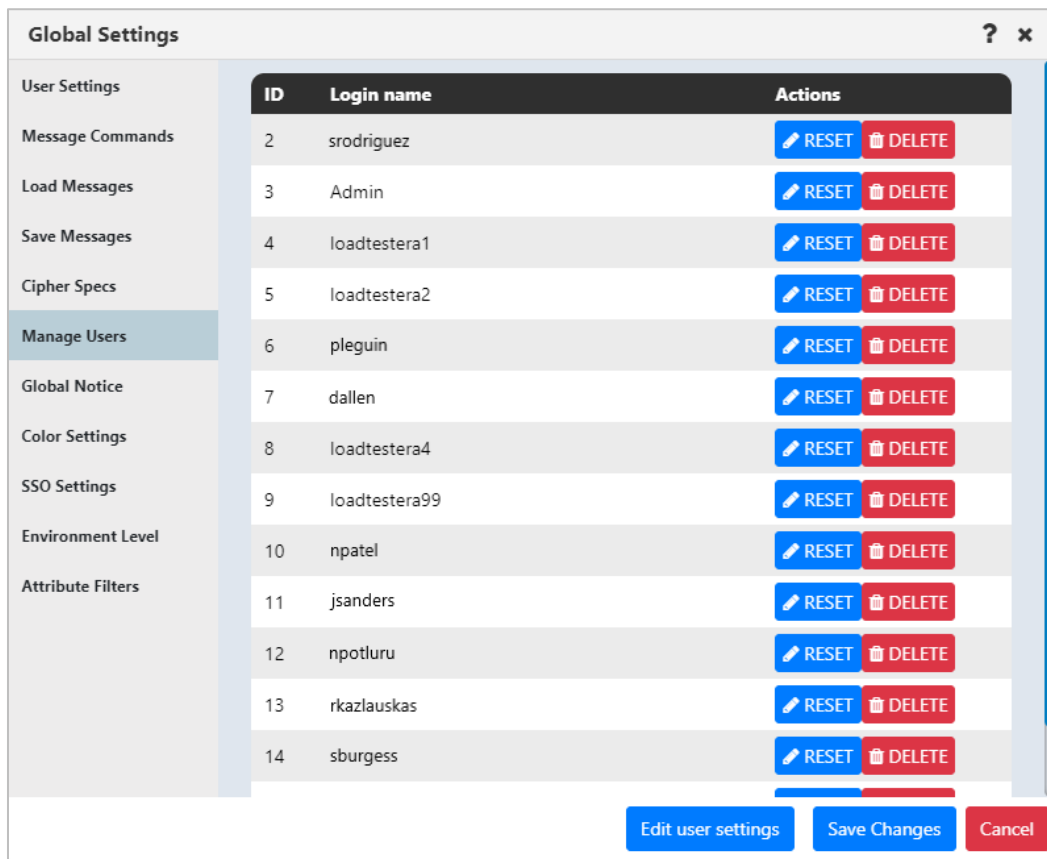 Global Settings ? ×
User Settings
Message Commands
Load Messages
Save Messages
Cipher Specs
Manage Users
Global Notice
Color Settings
SSO Settings
Environment Level
Attribute Filters
ID Login name Actions
2 srodriguez RESET DELETE
3 Admin RESET DELETE
4 loadtestera1 RESET DELETE
5 loadtestera2 RESET DELETE
6 pleguin RESET DELETE
7 dallen RESET DELETE
8 loadtestera4 RESET DELETE
9 loadtestera99 RESET DELETE
10 npatel RESET DELETE
11 jsanders RESET DELETE
12 npotluru RESET DELETE
13 rkazlauskas RESET DELETE
14 sburgess RESET DELETE
Edit user settings Save Changes Cancel